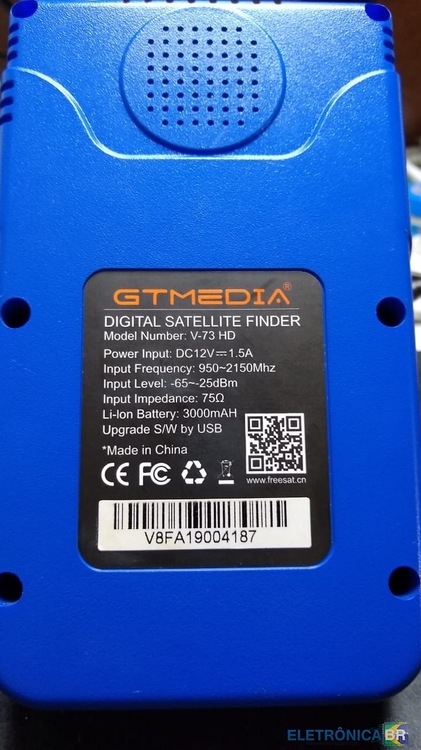 GTMEDIA®
DIGITAL SATELLITE FINDER
Model Number: V-73 HD
Power Input: DC12V⎓1.5A
Input Frequency: 950~2150Mhz
Input Level: -65~-25dBm
Input Impedance: 75Ω
Li-Ion Battery: 3000mAH
Upgrade S/W by USB
*Made in China
CE FC
www.freesat.cn
V8FA19004187
ELETRÔNICABR